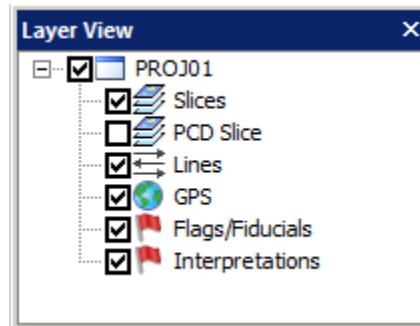 Layer View
PROJ01
Slices
PCD Slice
Lines
GPS
Flags/Fiducials
Interpretations